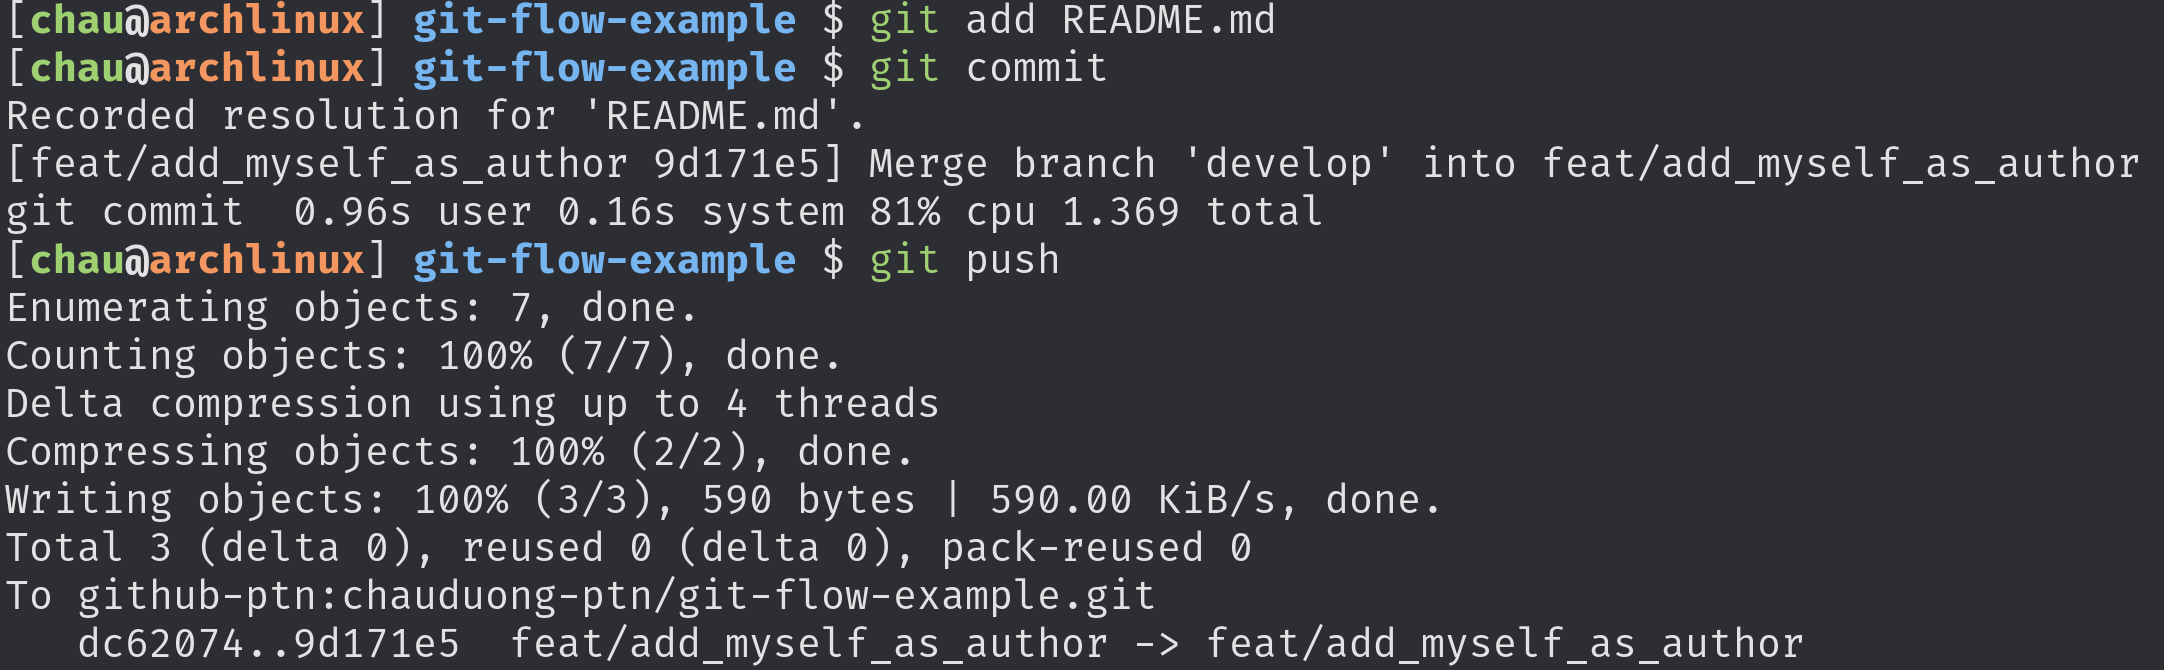 [chau@archlinux] git-flow-example $ git add README.md
[chau@archlinux] git-flow-example $ git commit
Recorded resolution for 'README.md'.
[feat/add_myself_as_author 9d171e5] Merge branch 'develop' into feat/add_myself_as_author
git commit  0.96s user 0.16s system 81% cpu 1.369 total
[chau@archlinux] git-flow-example $ git push
Enumerating objects: 7, done.
Counting objects: 100% (7/7), done.
Delta compression using up to 4 threads
Compressing objects: 100% (2/2), done.
Writing objects: 100% (3/3), 590 bytes | 590.00 KiB/s, done.
Total 3 (delta 0), reused 0 (delta 0), pack-reused 0
To github-ptn:chauduong-ptn/git-flow-example.git
   dc62074..9d171e5  feat/add_myself_as_author -> feat/add_myself_as_author